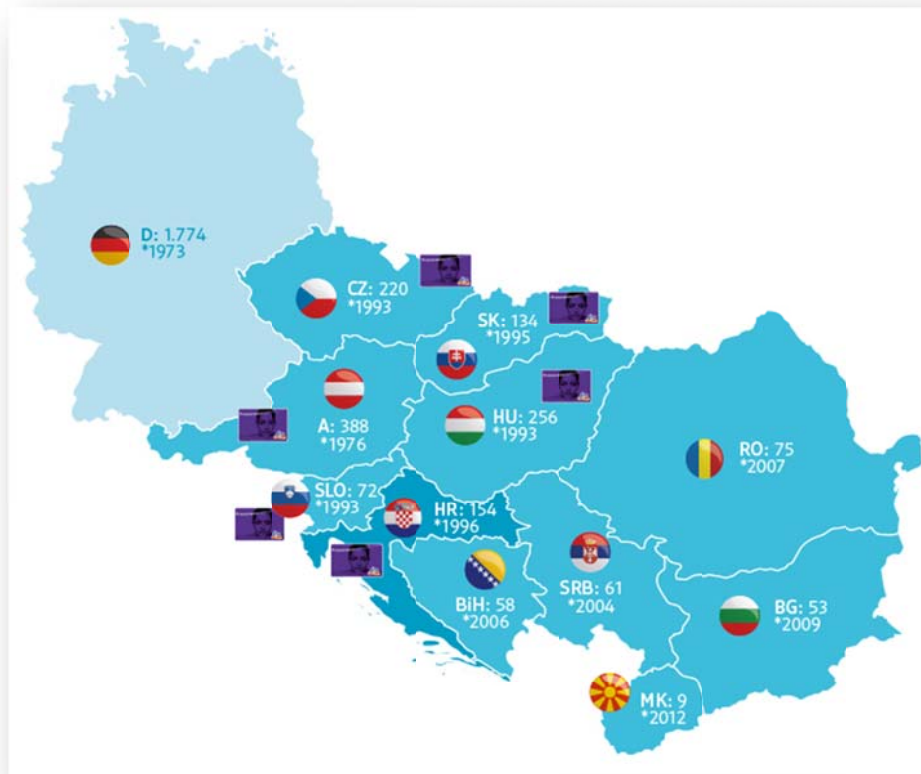 D: 1.774
*1973
CZ: 220
*1993
SK: 134
*1995
A: 388
*1976
HU: 256
*1993
RO: 75
*2007
SLO: 72
*1993
HR: 154
*1996
BiH: 58
*2006
SRB: 61
*2004
BG: 53
*2009
MK: 9
*2012